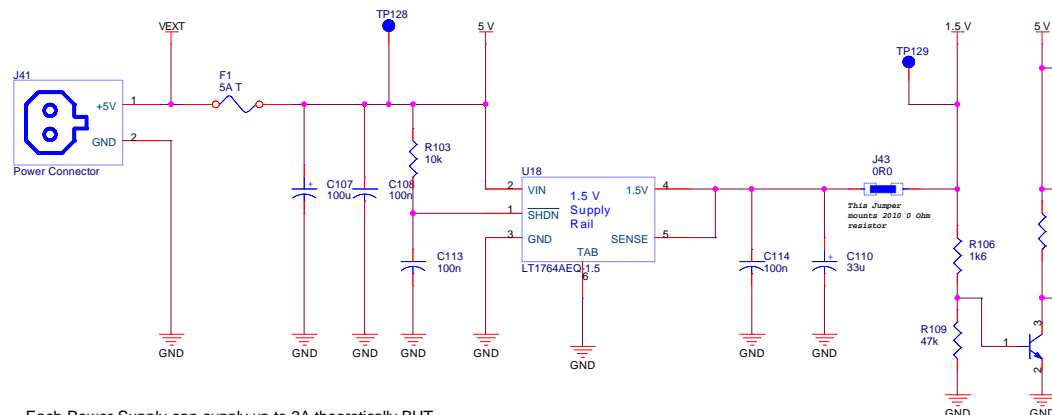 TP128
VEXT
5 V
1.5 V
5 V
TP129
J41
F1
5A T
+5V
1
GND
2
Power Connector
R103
10k
C107
100u
C108
100n
U18
2
VIN
1.5 V
Supply
Rail
1.5V
4
1
SHDN
3
GND
SENSE
5
TAB
6
LT1764AEQ-1.5
J43
0R0
This Jumper
mounts 2010 0 Ohm
resistor
C113
100n
C114
100n
C110
33u
R106
1k6
R109
47k
1
3
2
GND
GND
GND
GND
GND
GND
GND
GND
GND
GND